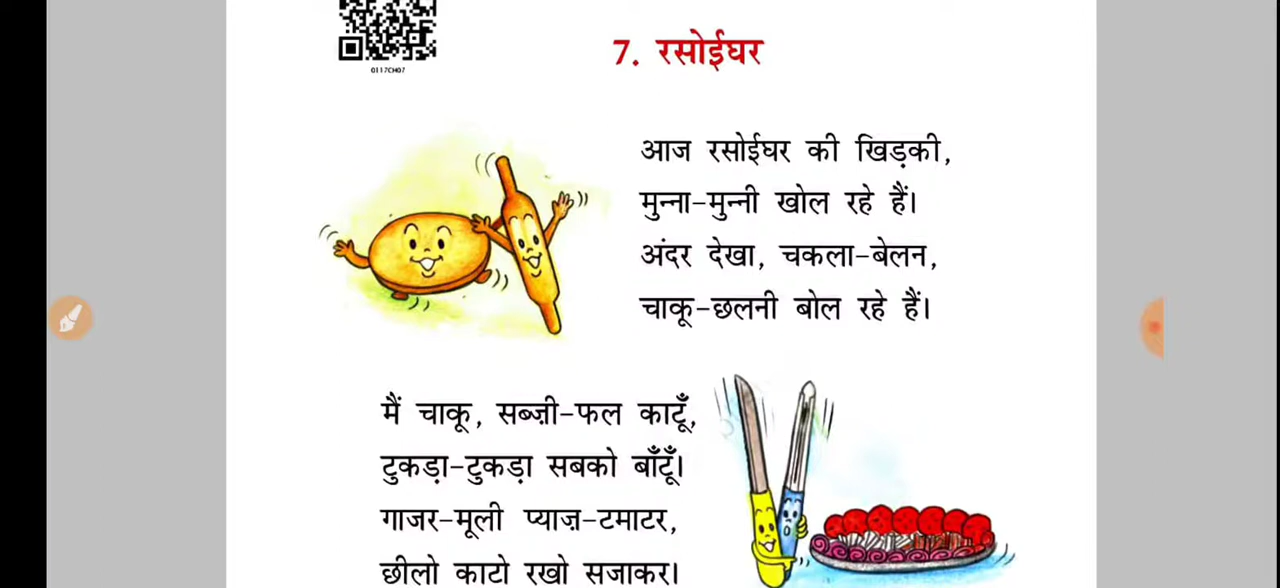 0117CH07
7. रसोईघर
आज रसोईघर की खिड़की,
मुन्ना-मुन्नी खोल रहे हैं।
अंदर देखा, चकला-बेलन,
चाकू-छलनी बोल रहे हैं।
मैं चाकू, सब्ज़ी-फल काटूँ,
टुकड़ा-टुकड़ा सबको बाँटूँ।
गाजर-मूली प्याज़-टमाटर,
छीलो काटो रखो सजाकर।